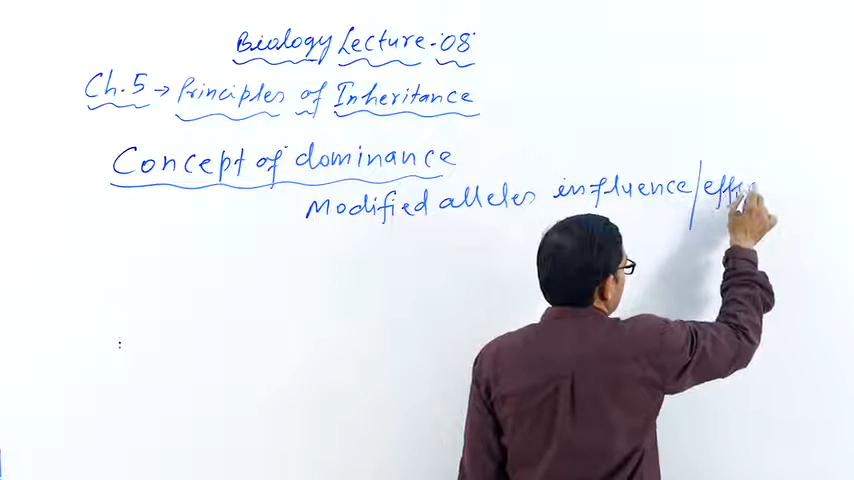 Biology Lecture-08
Ch.5 → Principles of Inheritance
Concept of dominance
Modified alleles influence/